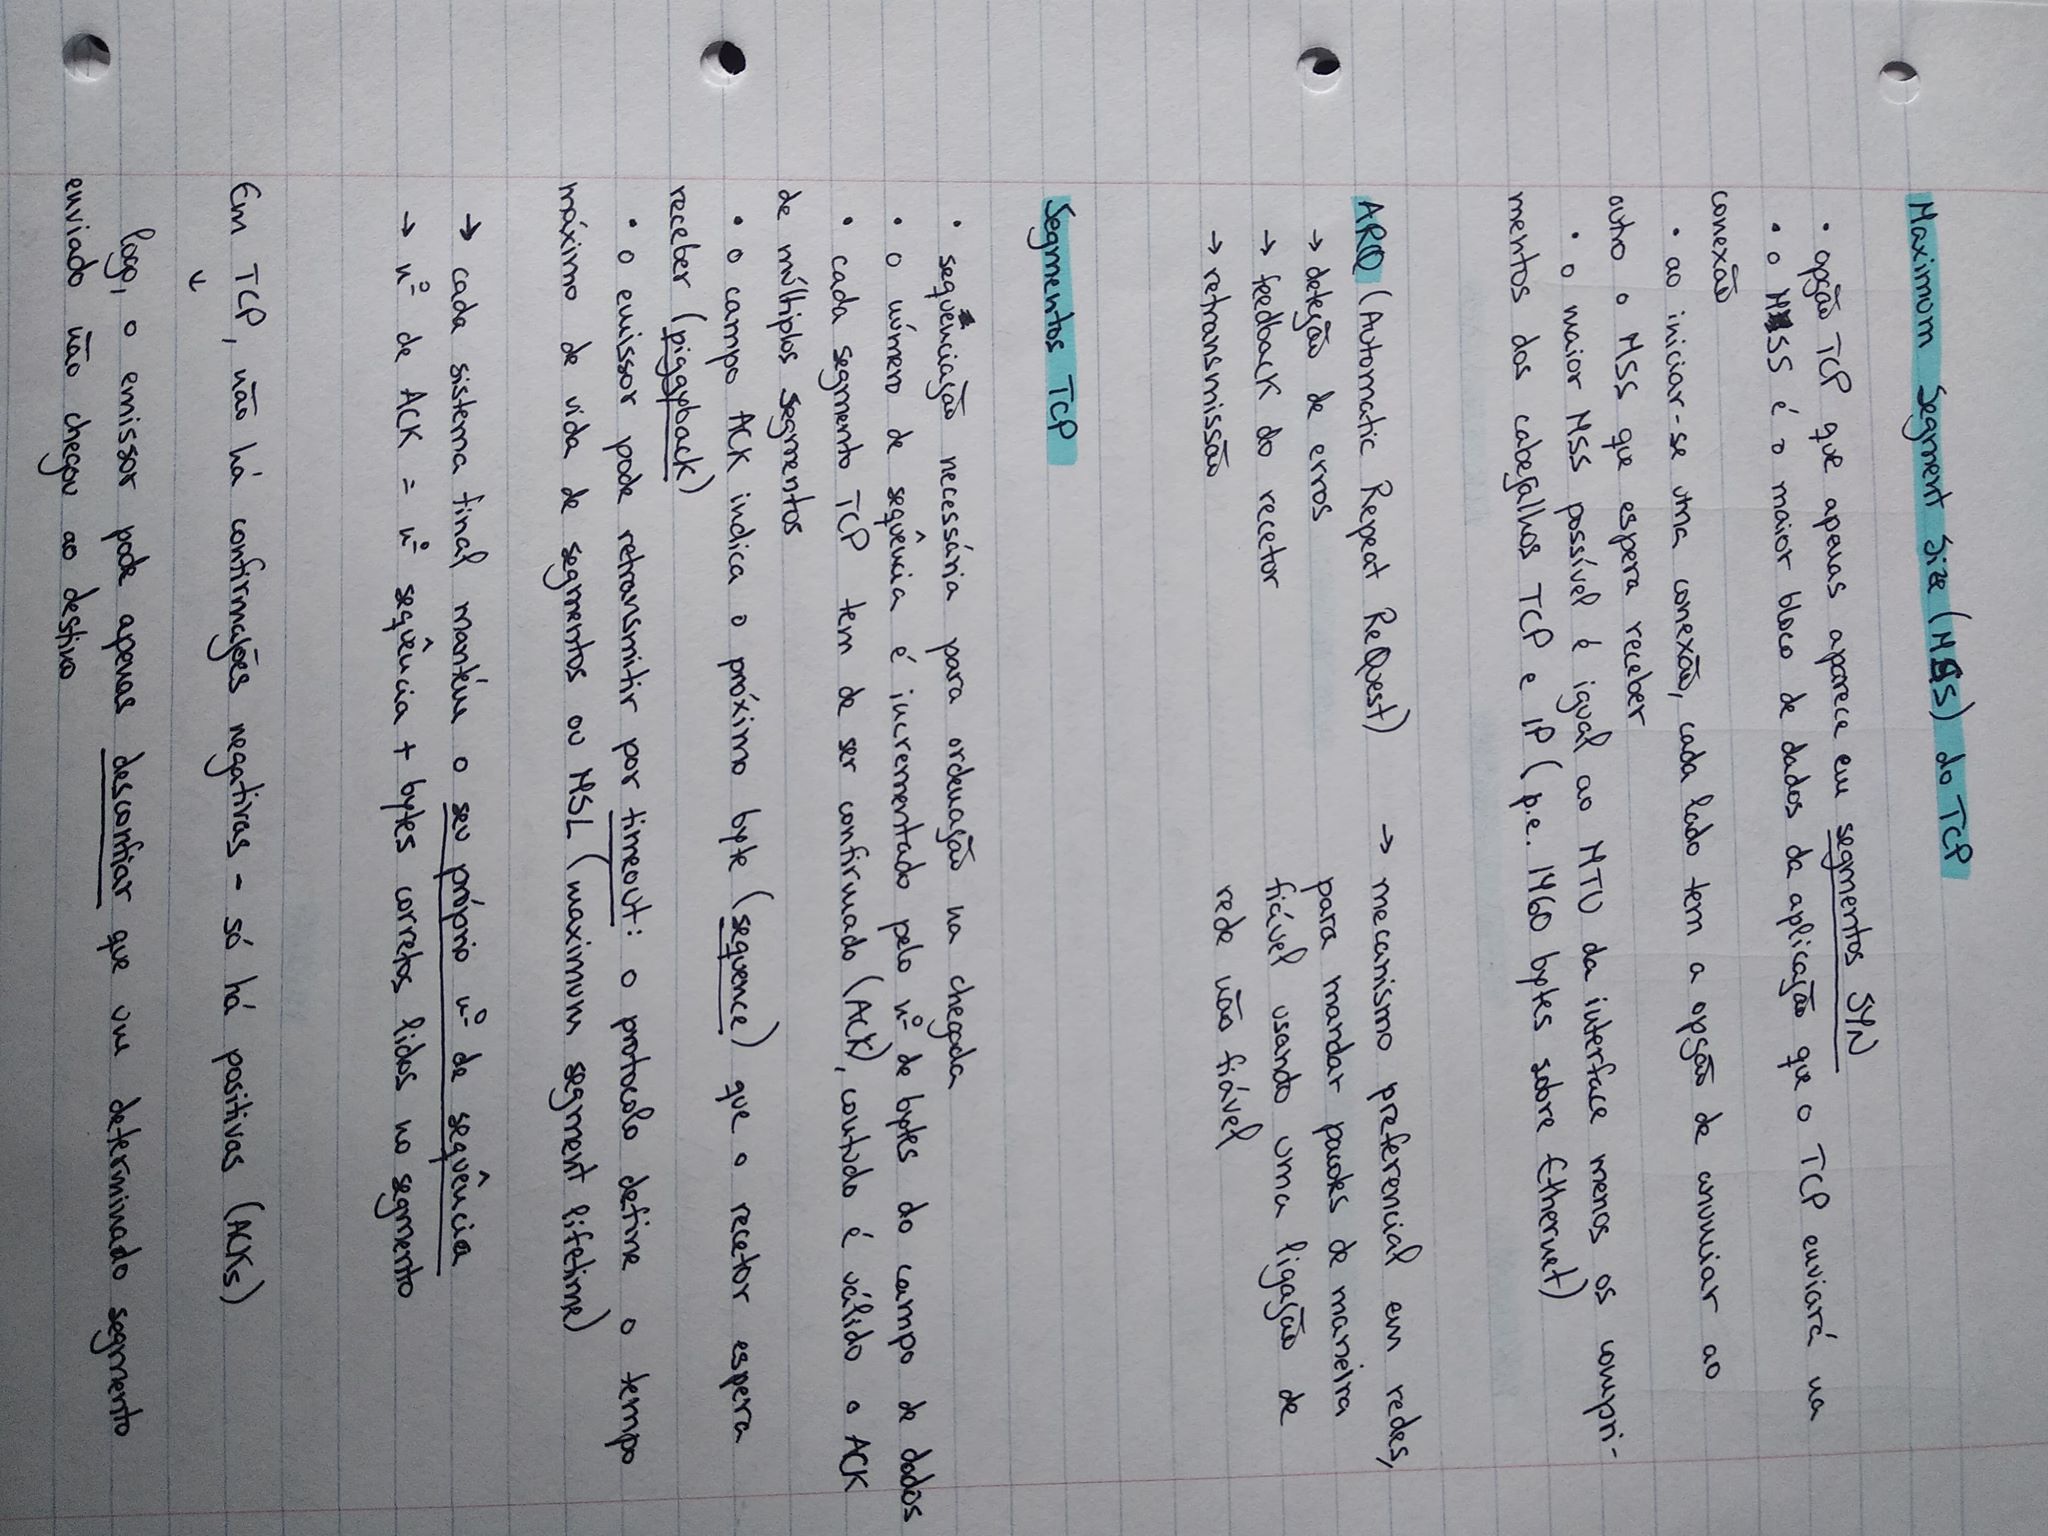 Maximum Segment Size (MSS) do TCP
• opção TCP que apenas aparece em segmentos SYN
• o MSS é o maior bloco de dados da aplicação que o TCP enviará na
conexão
• ao iniciar-se uma conexão, cada lado tem a opção de anunciar ao
outro o MSS que espera receber
• o maior MSS possível é igual ao MTU da interface menos os compri-
mentos dos cabeçalhos TCP e IP (p.e. 1460 bytes sobre Ethernet)
ARQ (Automatic Repeat ReQuest)
→ deteção de erros
→ feedback do recetor
→ retransmissão
→ mecanismo preferencial em redes,
para mandar pacotes de maneira
fiável usando uma ligação de
rede não fiável
Segmentos TCP
• sequenciação necessária para ordenação na chegada
• o número de sequência é incrementado pelo nº de bytes do campo de dados
• cada segmento TCP tem de ser confirmado (ACK), contudo é válido o ACK
de múltiplos segmentos
• o campo ACK indica o próximo byte (sequence) que o recetor espera
receber (piggyback)
• o emissor pode retransmitir por timeout: o protocolo define o tempo
máximo de vida de segmentos ou MSL (maximum segment lifetime)
→ cada sistema final mantém o seu próprio nº de sequência
→ nº de ACK = nº sequência + bytes corretos lidos no segmento
Em TCP, não há confirmações negativas - só há positivas (ACKs)
↓
logo, o emissor pode apenas desconfiar que um determinado segmento
enviado não chegou ao destino